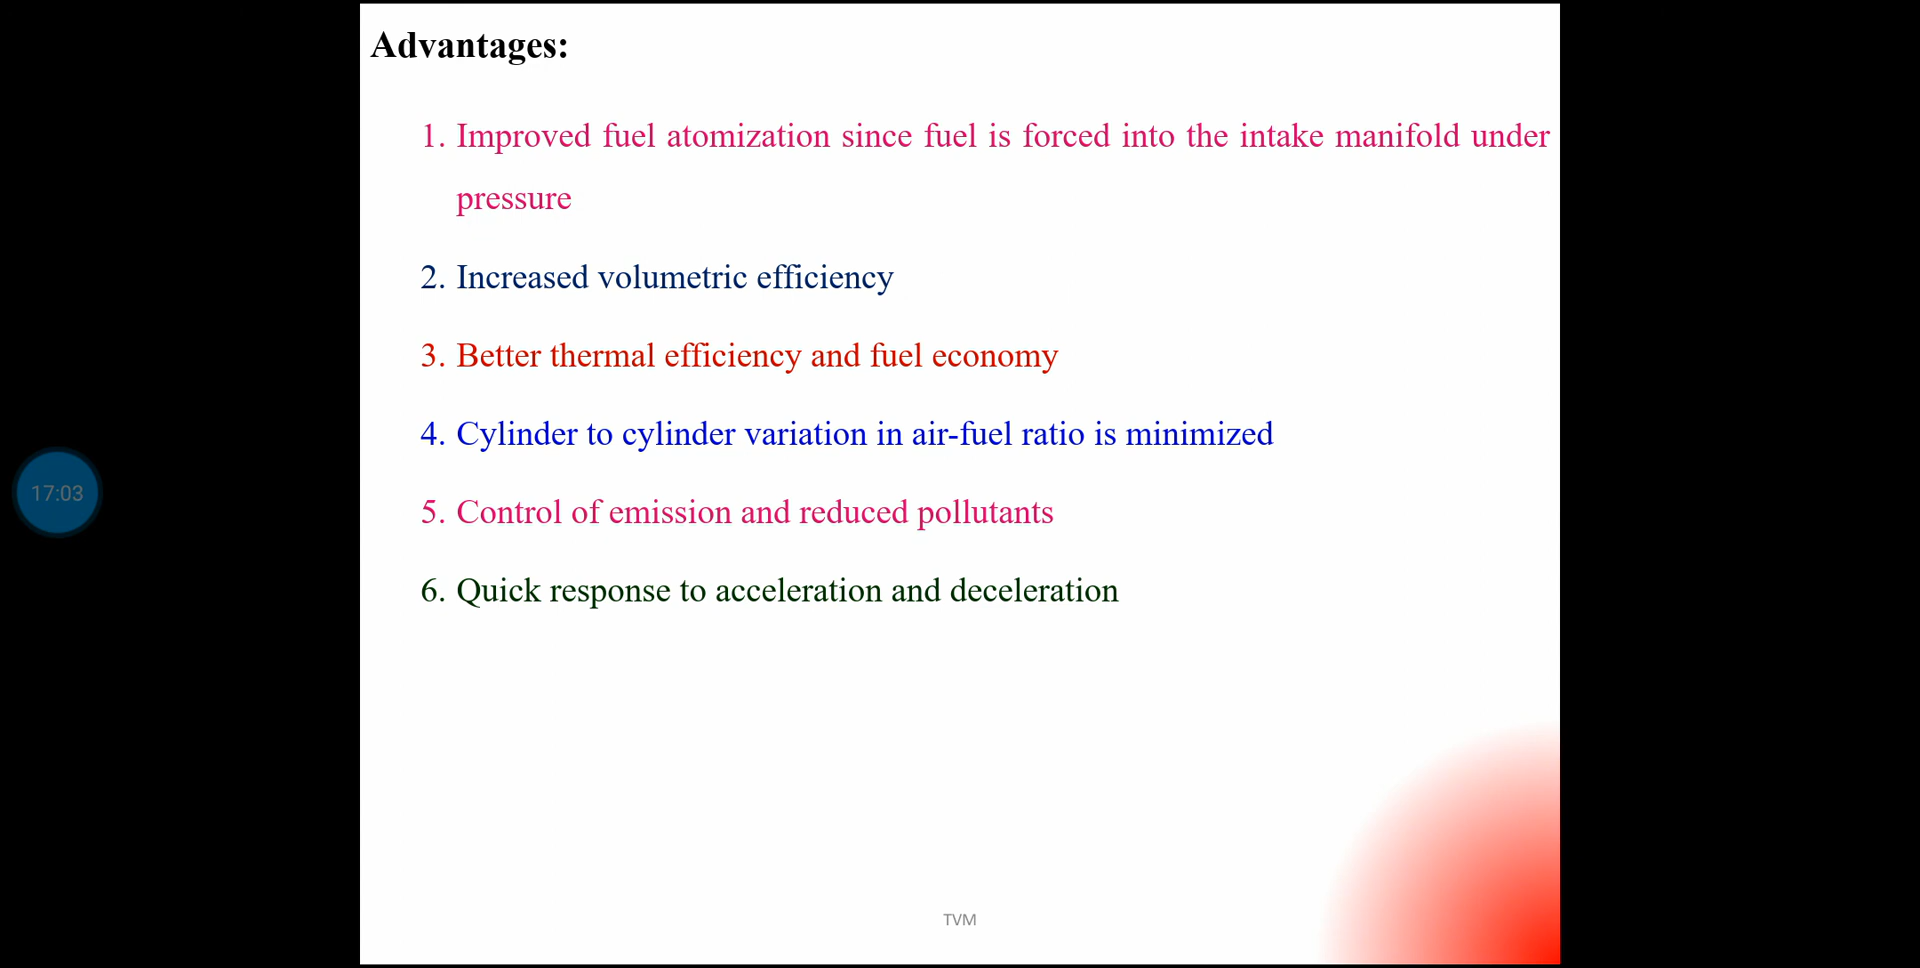 Advantages:
1. Improved fuel atomization since fuel is forced into the intake manifold under
pressure
2. Increased volumetric efficiency
3. Better thermal efficiency and fuel economy
4. Cylinder to cylinder variation in air-fuel ratio is minimized
17:03
5. Control of emission and reduced pollutants
6. Quick response to acceleration and deceleration
TVM